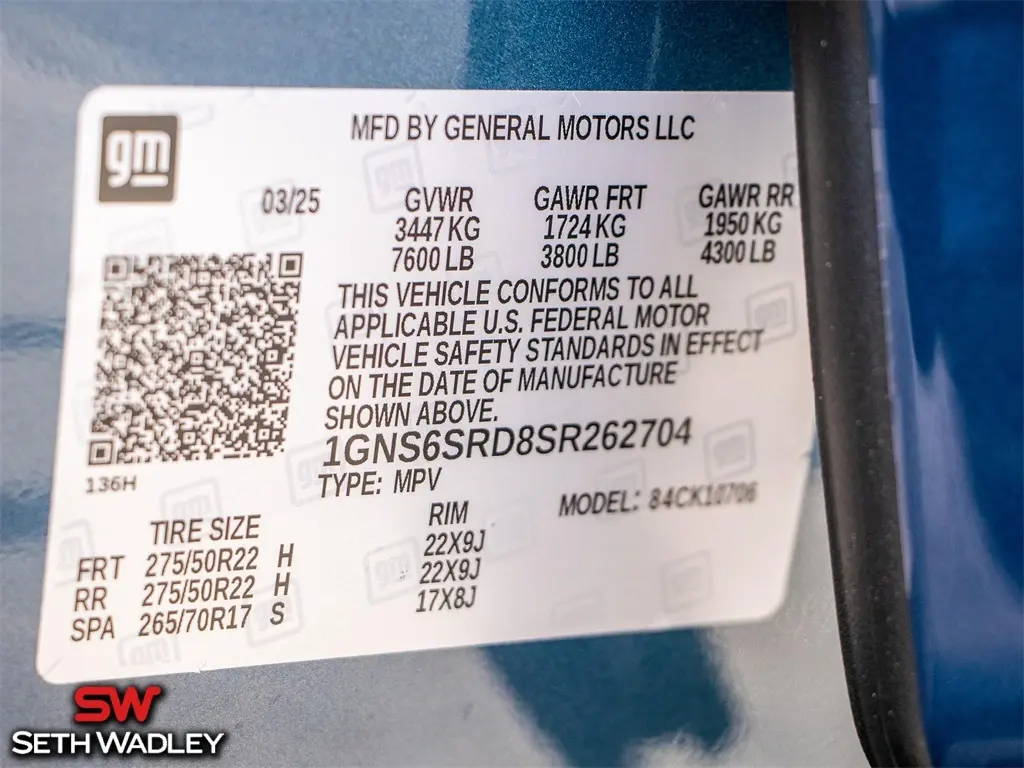 gm
MFD BY GENERAL MOTORS LLC
03/25 GVWR GAWR FRT GAWR RR
3447 KG 1724 KG 1950 KG
7600 LB 3800 LB 4300 LB
THIS VEHICLE CONFORMS TO ALL
APPLICABLE U.S. FEDERAL MOTOR
VEHICLE SAFETY STANDARDS IN EFFECT
ON THE DATE OF MANUFACTURE
SHOWN ABOVE.
1GNS6SRD8SR262704
136H
TYPE: MPV
MODEL: 84CK10706
TIRE SIZE RIM
FRT 275/50R22 H 22X9J
RR 275/50R22 H 22X9J
SPA 265/70R17 S 17X8J
SW
SETH WADLEY